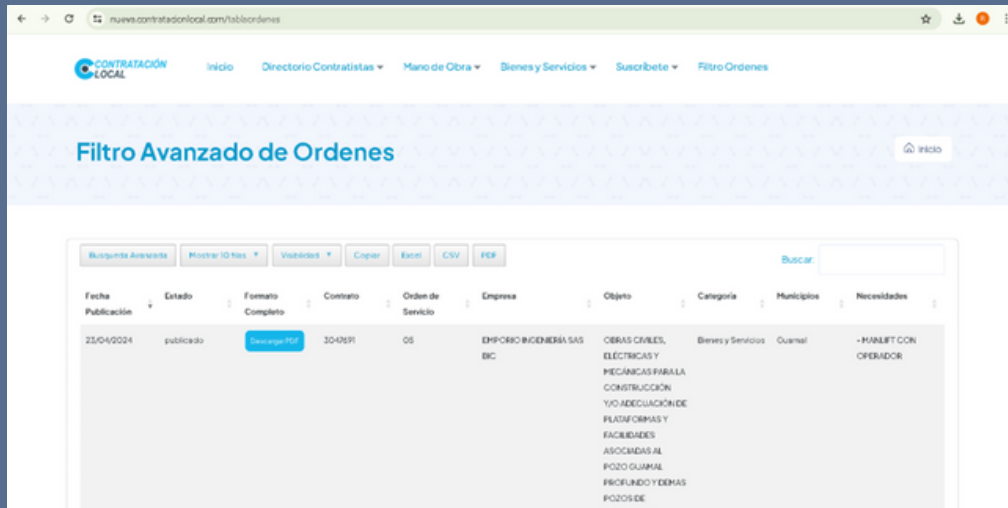 nueva.contratacionlocal.com/tablaordenes
CONTRATACIÓN
LOCAL
Inicio Directorio Contratistas Mano de Obra Bienes y Servicios Suscríbete Filtro Ordenes
Filtro Avanzado de Ordenes
Inicio
Busqueda Avanzada Mostrar 10 filas Visibilidad Copiar Excel CSV PDF
Buscar:
Fecha Publicación Estado Formato Completo Contrato Orden de Servicio Empresa Objeto Categoría Municipios Necesidades
23/04/2024 publicado Descargar PDF 3047691 05 EMPORIO INGENIERÍA SAS BIC OBRAS CIVILES, Bienes y Servicios Guamal - MANLIFT CON OPERADOR
ELÉCTRICAS Y
MECÁNICAS PARA LA
CONSTRUCCIÓN
Y/O ADECUACIÓN DE
PLATAFORMAS Y
FACILIDADES
ASOCIADAS AL
POZO GUAMAL
PROFUNDO Y DEMAS
POZOS DE